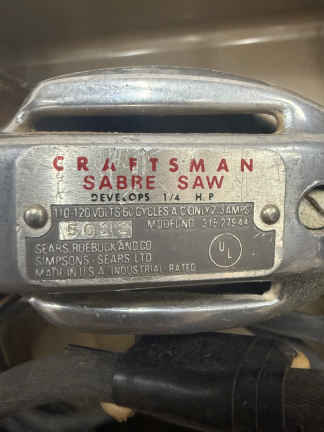 CRAFTSMAN
SABRE SAW
DEVELOPS 1/4 H.P
110-120 VOLTS 60 CYCLES A.C. ONLY 2.3 AMPS
MODEL NO. 315.27944
SEARS, ROEBUCK AND CO
SIMPSONS-SEARS LTD
MADE IN U.S.A. INDUSTRIAL RATED
UL